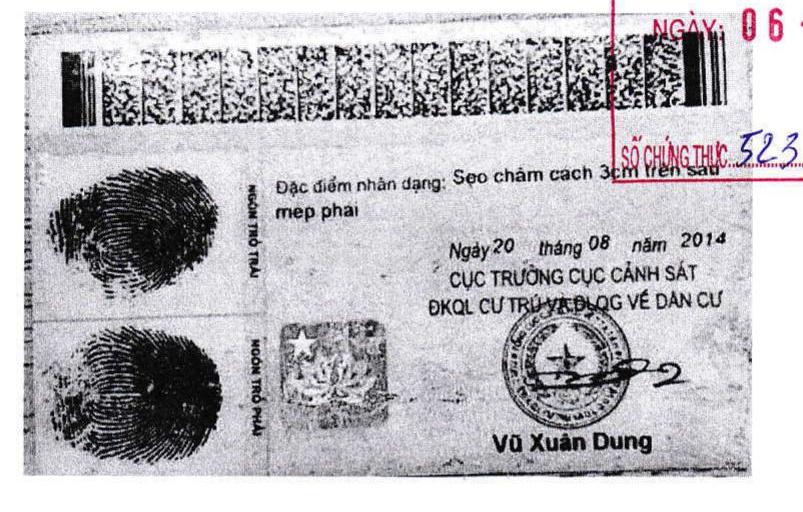 NGÀY: 06
SỐ CHỨNG THỰC 523
Đặc điểm nhân dạng: Sẹo chấm cách 3cm trên sau
mép phải
NGÓN TRỎ TRÁI
Ngày 20 tháng 08 năm 2014
CỤC TRƯỞNG CỤC CẢNH SÁT
ĐKQL CƯ TRÚ VÀ DLQG VỀ DÂN CƯ
NGÓN TRỎ PHẢI
Vũ Xuân Dung